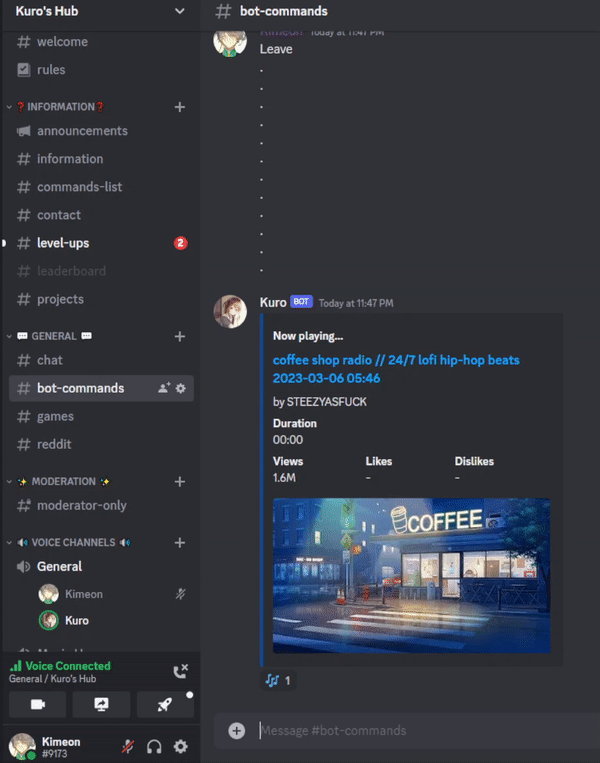 Kuro's Hub
# bot-commands
# welcome
rules
❓INFORMATION❓
announcements
# information
# commands-list
# contact
# level-ups
2
# leaderboard
# projects
💬 GENERAL 💬
# chat
# bot-commands
# games
# reddit
✨ MODERATION ✨
# moderator-only
🔊 VOICE CHANNELS 🔊
General
Kimeon
Kuro
Voice Connected
General / Kuro's Hub
Kimeon
#9173
Kimeon Today at 11:47 PM
Leave
.
.
.
.
.
.
.
.
.
.
.
.
Kuro BOT Today at 11:47 PM
Now playing...
coffee shop radio // 24/7 lofi hip-hop beats
2023-03-06 05:46
by STEEZYASFUCK
Duration
00:00
Views Likes Dislikes
1.6M - -
COFFEE
🎶 1
Message #bot-commands